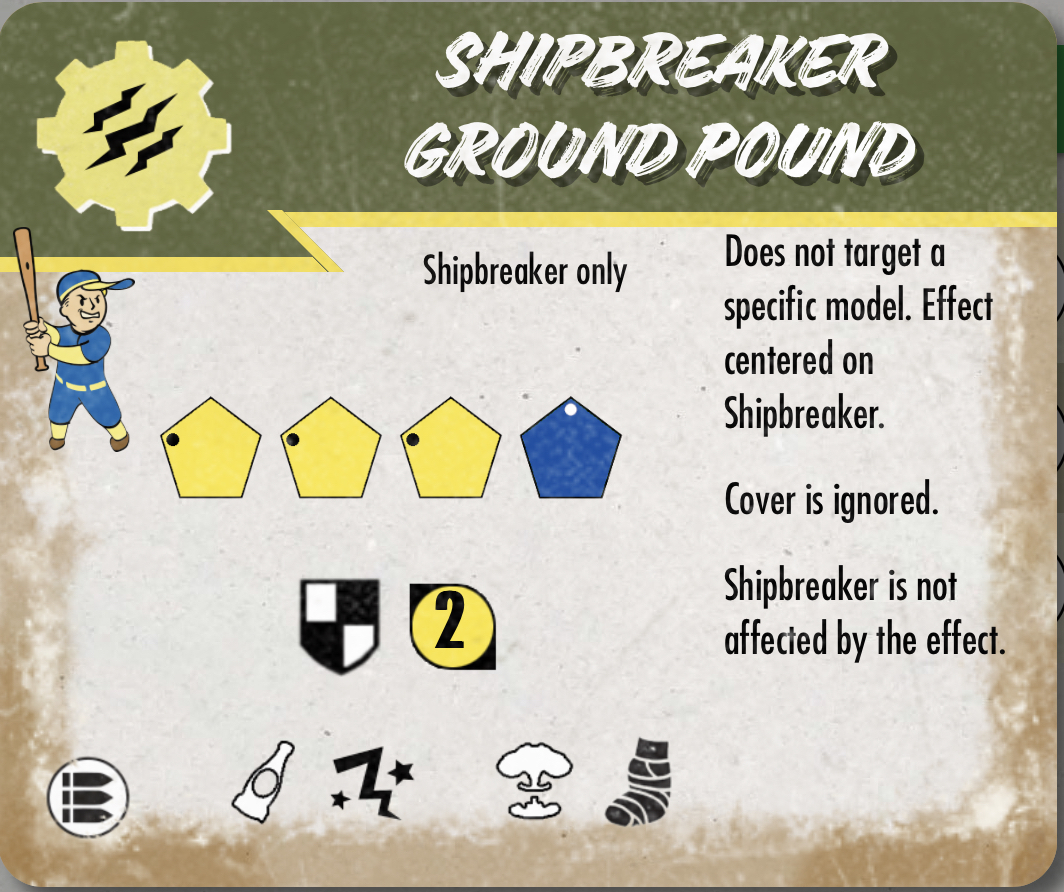 SHIPBREAKER
GROUND POUND
Shipbreaker only
Does not target a
specific model. Effect
centered on
Shipbreaker.
Cover is ignored.
Shipbreaker is not
affected by the effect.
2